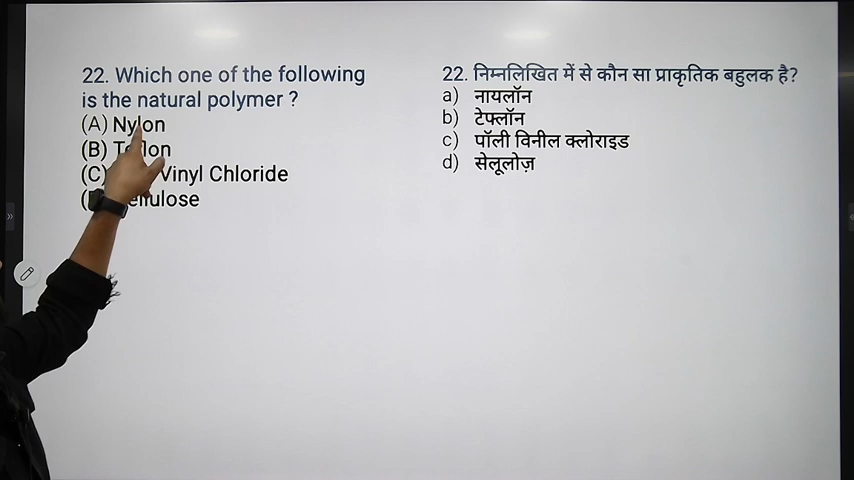 22. Which one of the following
is the natural polymer ?
(A) Nylon
(B) Teflon
(C) Vinyl Chloride
ellulose
22. निम्नलिखित में से कौन सा प्राकृतिक बहुलक है?
a) नायलॉन
b) टेफ्लॉन
c) पॉली विनील क्लोराइड
d) सेलूलोज़